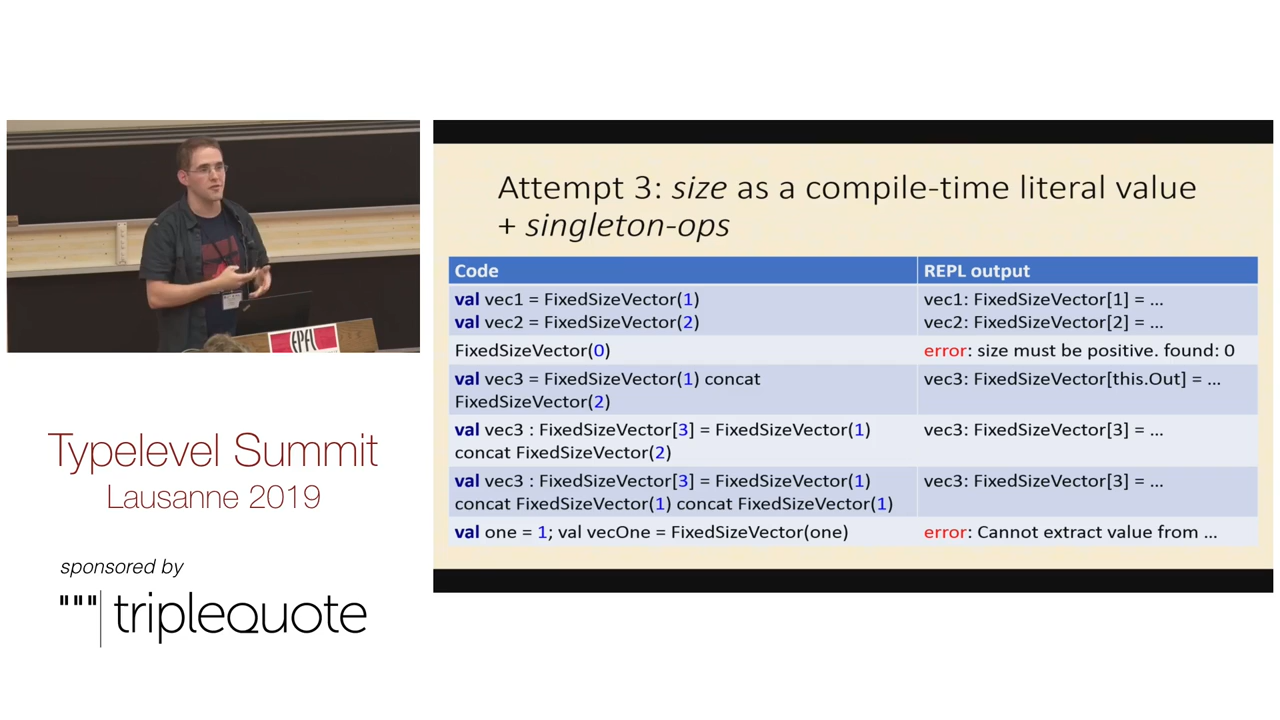 Attempt 3: size as a compile-time literal value
+ singleton-ops
Code REPL output
val vec1 = FixedSizeVector(1) vec1: FixedSizeVector[1] = ...
val vec2 = FixedSizeVector(2) vec2: FixedSizeVector[2] = ...
FixedSizeVector(0) error: size must be positive. found: 0
val vec3 = FixedSizeVector(1) concat vec3: FixedSizeVector[this.Out] = ...
FixedSizeVector(2)
val vec3 : FixedSizeVector[3] = FixedSizeVector(1) vec3: FixedSizeVector[3] = ...
concat FixedSizeVector(2)
val vec3 : FixedSizeVector[3] = FixedSizeVector(1) vec3: FixedSizeVector[3] = ...
concat FixedSizeVector(1) concat FixedSizeVector(1)
val one = 1; val vecOne = FixedSizeVector(one) error: Cannot extract value from ...
EPFL
Typelevel Summit
Lausanne 2019
sponsored by
"""|triplequote